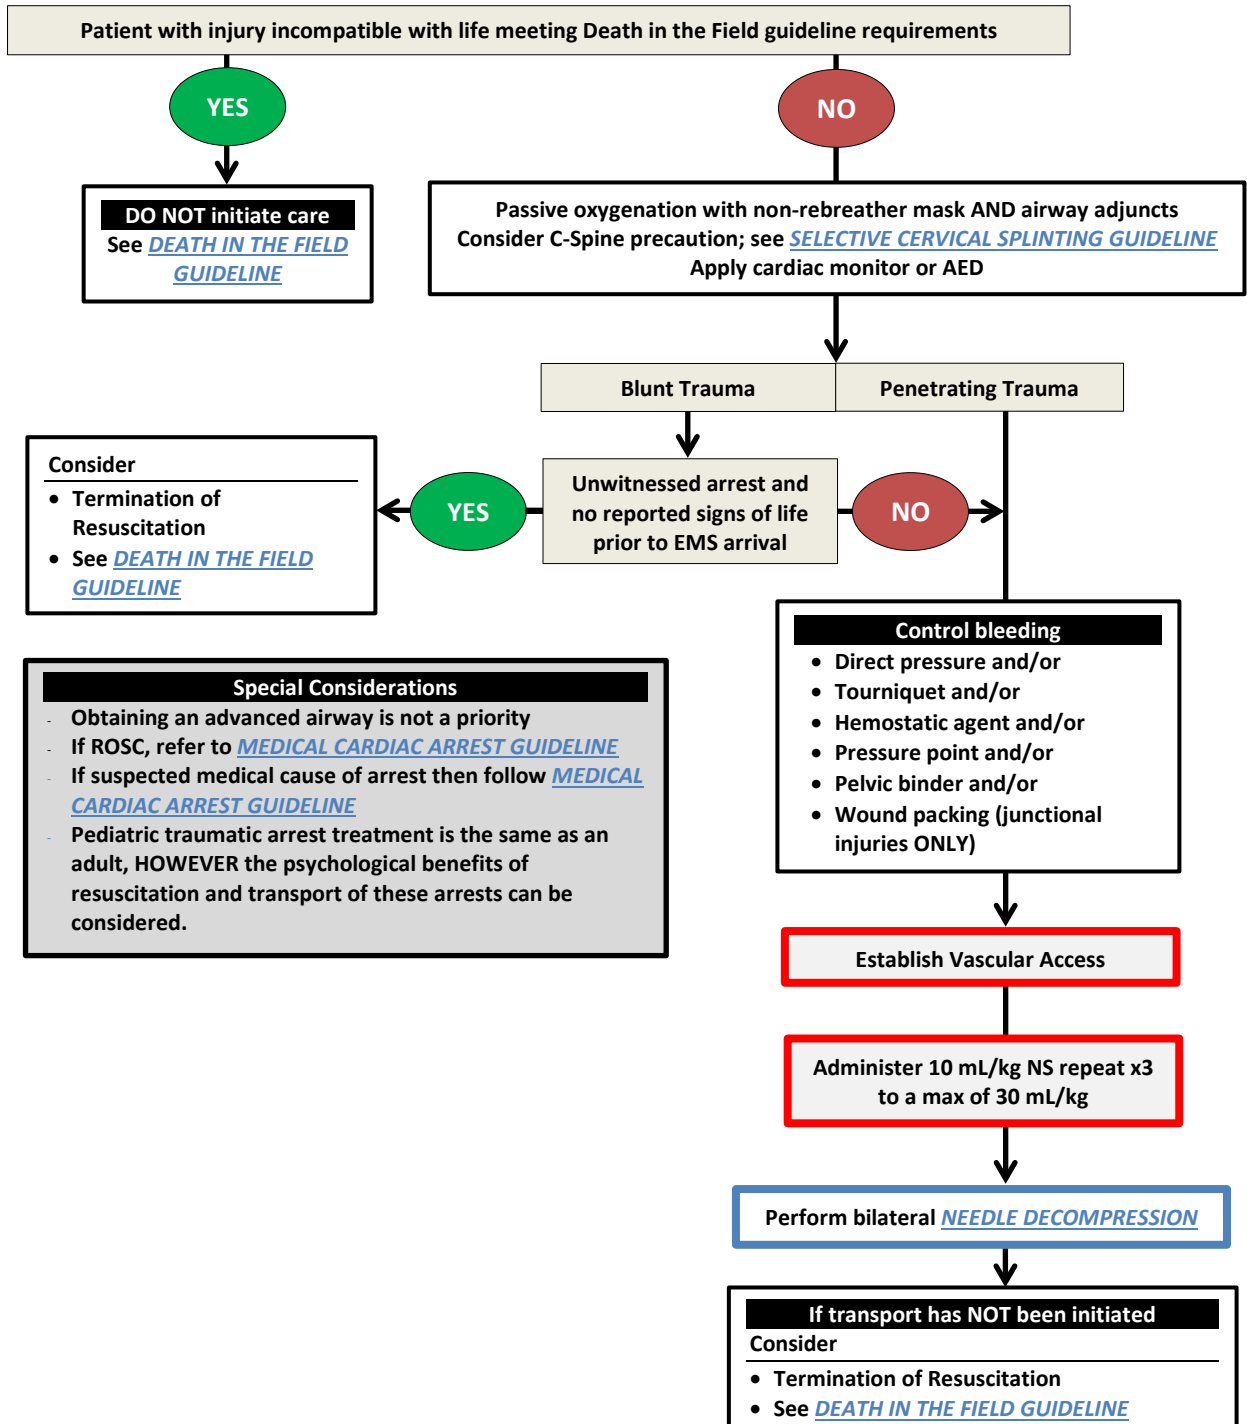 Patient with injury incompatible with life meeting Death in the Field guideline requirements
YES
NO
DO NOT initiate care
See DEATH IN THE FIELD
GUIDELINE
Passive oxygenation with non-rebreather mask AND airway adjuncts
Consider C-Spine precaution; see SELECTIVE CERVICAL SPLINTING GUIDELINE
Apply cardiac monitor or AED
Blunt Trauma
Penetrating Trauma
Consider
• Termination of
Resuscitation
• See DEATH IN THE FIELD
GUIDELINE
YES
Unwitnessed arrest and
no reported signs of life
prior to EMS arrival
NO
Control bleeding
• Direct pressure and/or
• Tourniquet and/or
• Hemostatic agent and/or
• Pressure point and/or
• Pelvic binder and/or
• Wound packing (junctional
injuries ONLY)
Special Considerations
- Obtaining an advanced airway is not a priority
- If ROSC, refer to MEDICAL CARDIAC ARREST GUIDELINE
- If suspected medical cause of arrest then follow MEDICAL
CARDIAC ARREST GUIDELINE
- Pediatric traumatic arrest treatment is the same as an
adult, HOWEVER the psychological benefits of
resuscitation and transport of these arrests can be
considered.
Establish Vascular Access
Administer 10 mL/kg NS repeat x3
to a max of 30 mL/kg
Perform bilateral NEEDLE DECOMPRESSION
If transport has NOT been initiated
Consider
• Termination of Resuscitation
• See DEATH IN THE FIELD GUIDELINE